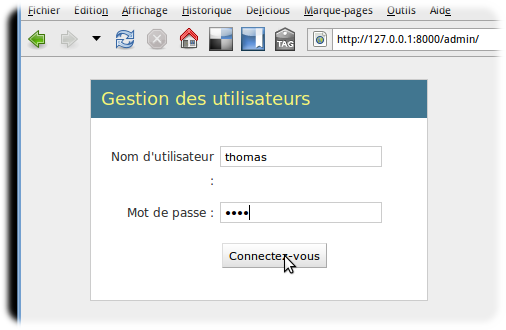 Fichier Edition Affichage Historique Delicious Marque-pages Outils Aide
TAG http://127.0.0.1:8000/admin/
Gestion des utilisateurs
Nom d'utilisateur thomas
:
Mot de passe : ••••
Connectez-vous